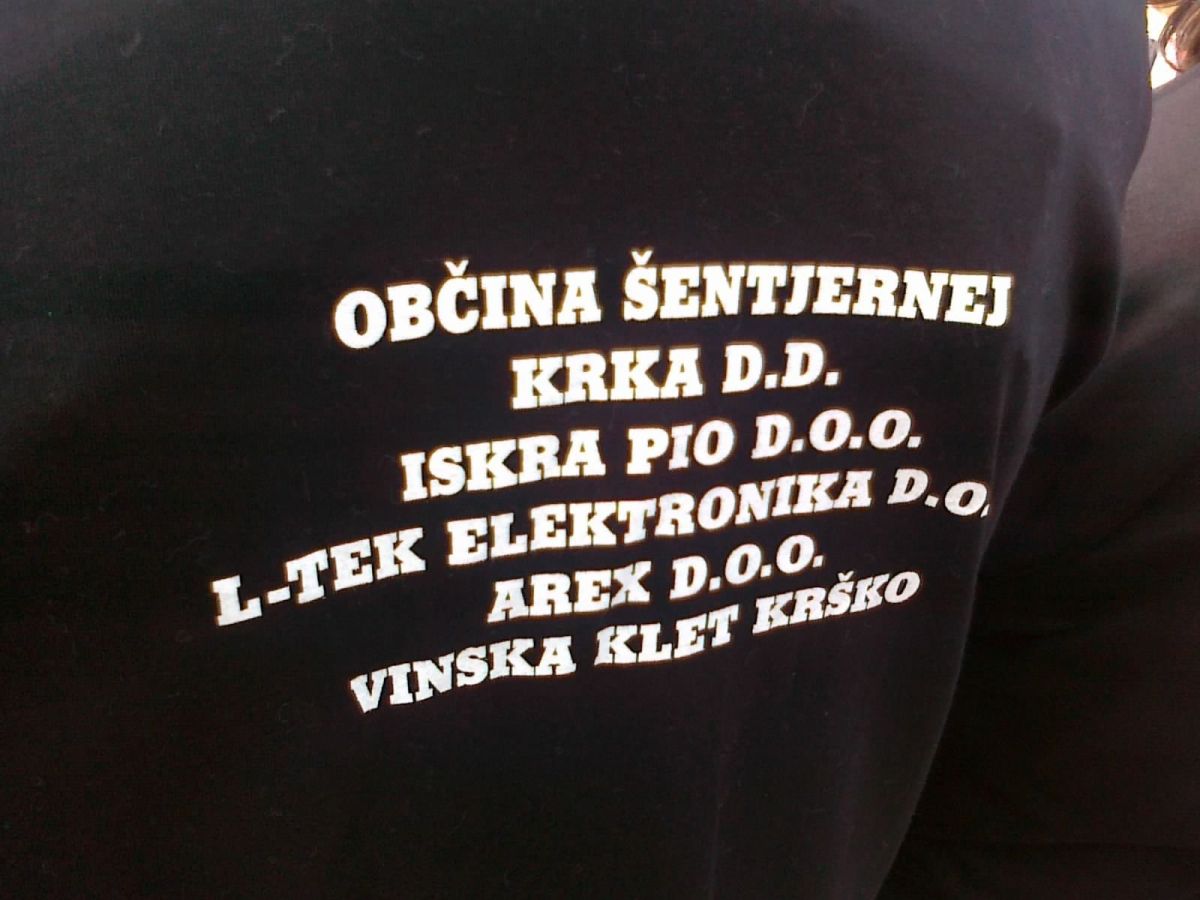 OBČINA ŠENTJERNEJ
KRKA D.D.
ISKRA PIO D.O.O.
L-TEK ELEKTRONIKA D.O.
AREX D.O.O.
VINSKA KLET KRŠKO